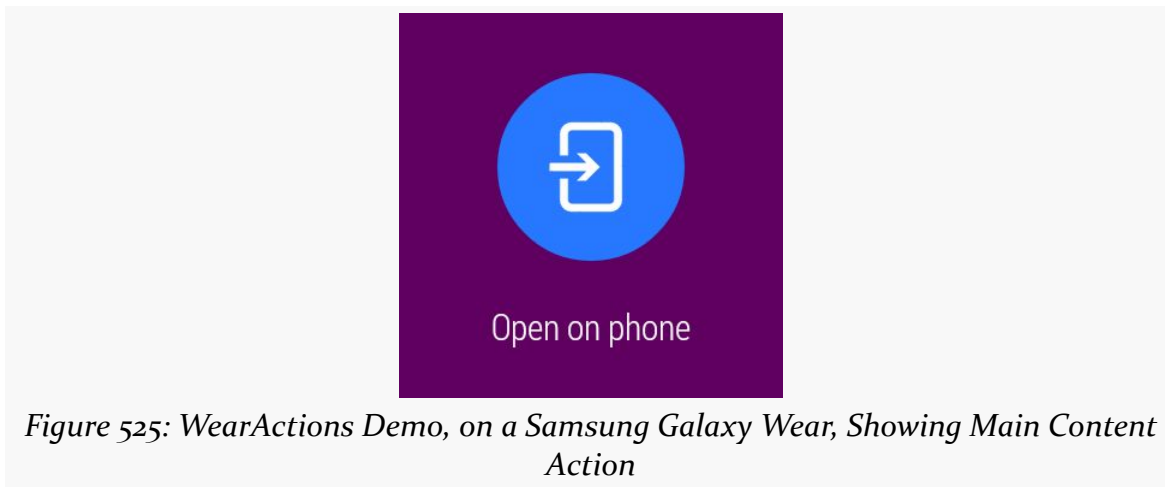 Open on phone
Figure 525: WearActions Demo, on a Samsung Galaxy Wear, Showing Main Content
Action